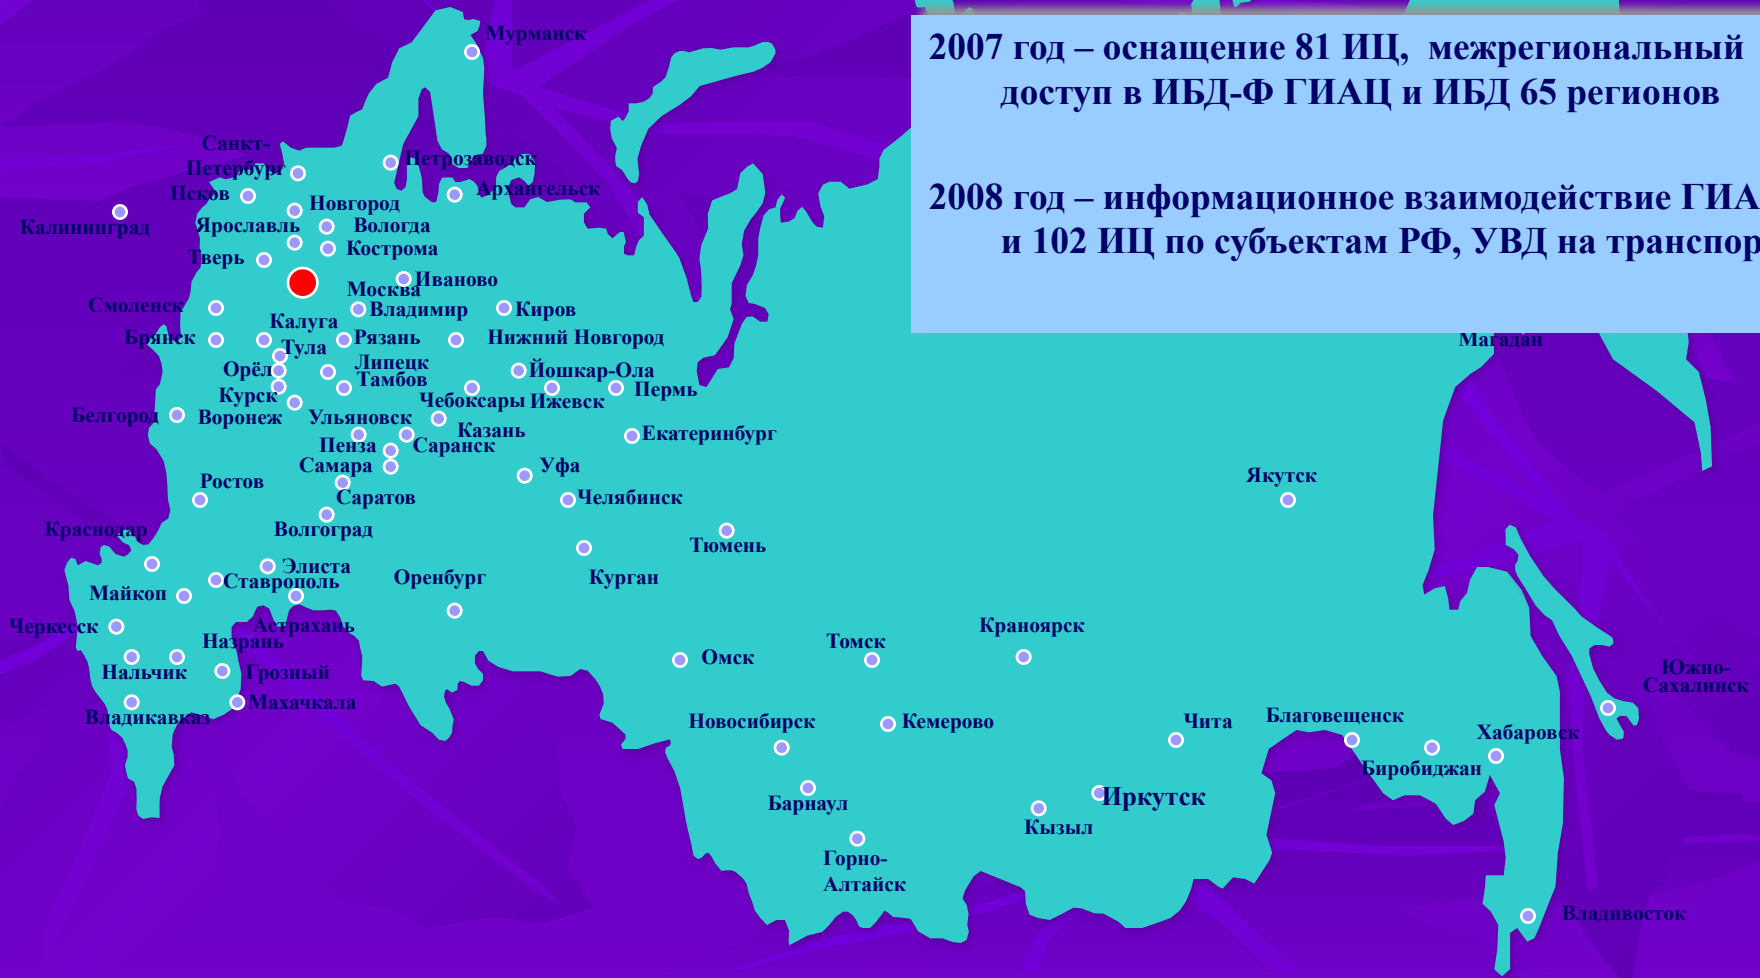 2007 год – оснащение 81 ИЦ, межрегиональный
доступ в ИБД-Ф ГИАЦ и ИБД 65 регионов
2008 год – информационное взаимодействие ГИА
и 102 ИЦ по субъектам РФ, УВД на транспор
Мурманск
Санкт-
Петербург
Петрозаводск
Псков
Архангельск
Новгород
Калининград
Ярославль
Вологда
Кострома
Тверь
Иваново
Москва
Смоленск
Владимир
Киров
Калуга
Брянск
Рязань
Нижний Новгород
Магадан
Тула
Липецк
Орёл
Йошкар-Ола
Тамбов
Курск
Чебоксары
Ижевск
Пермь
Белгород
Воронеж
Ульяновск
Казань
Екатеринбург
Пенза
Саранск
Самара
Уфа
Якутск
Ростов
Саратов
Челябинск
Краснодар
Волгоград
Тюмень
Элиста
Ставрополь
Оренбург
Курган
Майкоп
Черкесск
Астрахань
Краноярск
Назрань
Томск
Омск
Нальчик
Грозный
Южно-
Сахалинск
Махачкала
Владикавказ
Новосибирск
Кемерово
Чита
Благовещенск
Хабаровск
Биробиджан
Барнаул
Иркутск
Кызыл
Горно-
Алтайск
Владивосток